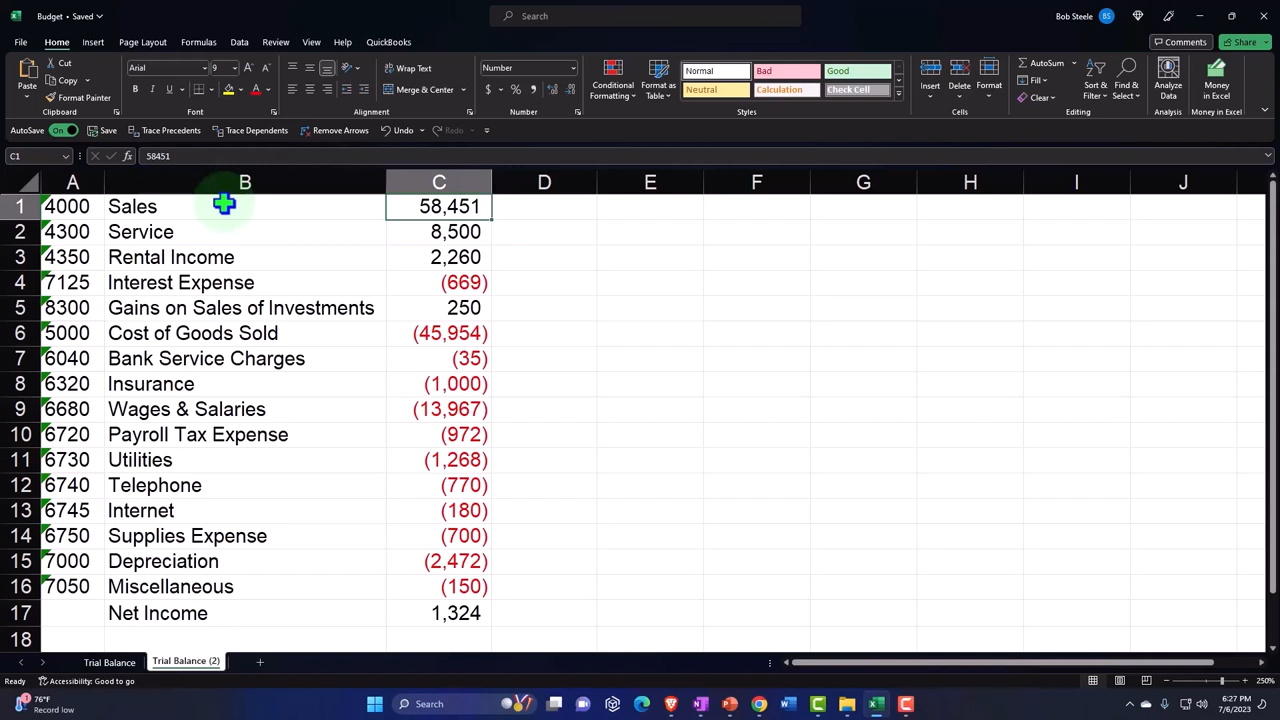 Budget • Saved
Search
Bob Steele BS
File Home Insert Page Layout Formulas Data Review View Help QuickBooks
Comments Share
Paste
Cut
Copy
Format Painter
Clipboard
Arial 9
B I U
Font
Wrap Text
Merge & Center
Alignment
Number
Number
Conditional Formatting
Format as Table
Normal Bad Good
Neutral Calculation Check Cell
Styles
Insert Delete Format
Cells
AutoSum
Fill
Clear
Sort & Filter
Find & Select
Editing
Analyze Data
Analysis
Money in Excel
Money in Excel
AutoSave On Save Trace Precedents Trace Dependents Remove Arrows Undo Redo
C1 fx 58451
A B C D E F G H I J
1 4000 Sales 58,451
2 4300 Service 8,500
3 4350 Rental Income 2,260
4 7125 Interest Expense (669)
5 8300 Gains on Sales of Investments 250
6 5000 Cost of Goods Sold (45,954)
7 6040 Bank Service Charges (35)
8 6320 Insurance (1,000)
9 6680 Wages & Salaries (13,967)
10 6720 Payroll Tax Expense (972)
11 6730 Utilities (1,268)
12 6740 Telephone (770)
13 6745 Internet (180)
14 6750 Supplies Expense (700)
15 7000 Depreciation (2,472)
16 7050 Miscellaneous (150)
17 Net Income 1,324
18
Trial Balance Trial Balance (2)
Ready Accessibility: Good to go 250%
76°F
Record low
Search
6:27 PM
7/6/2023